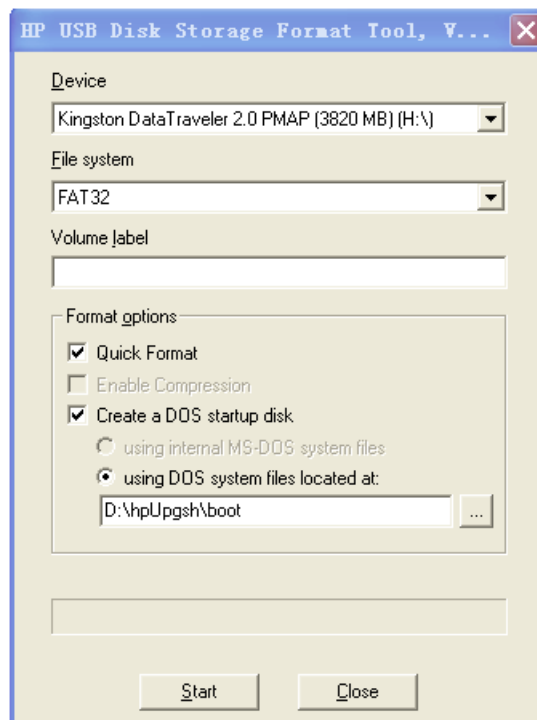 HP USB Disk Storage Format Tool, V...
Device
Kingston DataTraveler 2.0 PMAP (3820 MB) (H:\)
File system
FAT32
Volume label
Format options
Quick Format
Enable Compression
Create a DOS startup disk
using internal MS-DOS system files
using DOS system files located at:
D:\hpUpgsh\boot
...
Start
Close